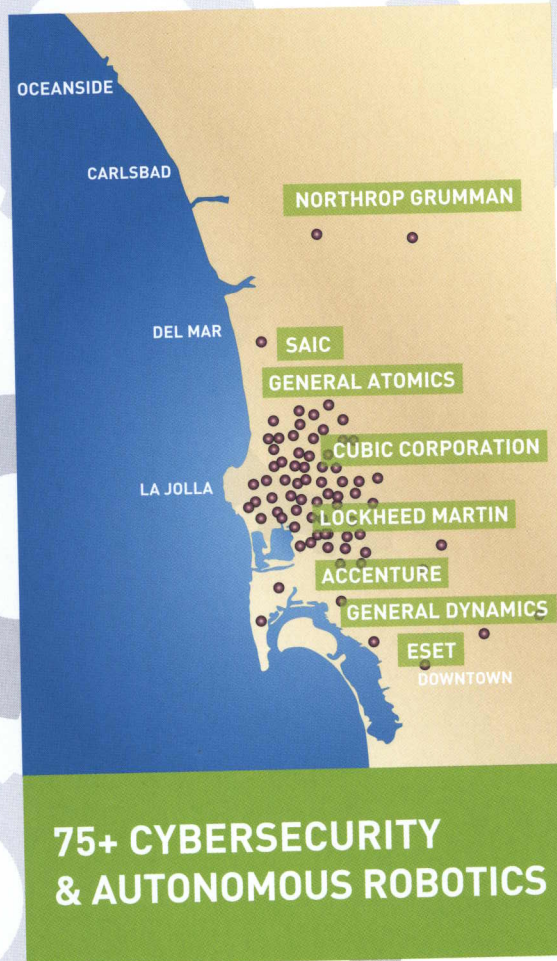 OCEANSIDE
CARLSBAD
NORTHROP GRUMMAN
DEL MAR
SAIC
GENERAL ATOMICS
CUBIC CORPORATION
LA JOLLA
LOCKHEED MARTIN
ACCENTURE
GENERAL DYNAMICS
ESET
DOWNTOWN
75+ CYBERSECURITY
& AUTONOMOUS ROBOTICS